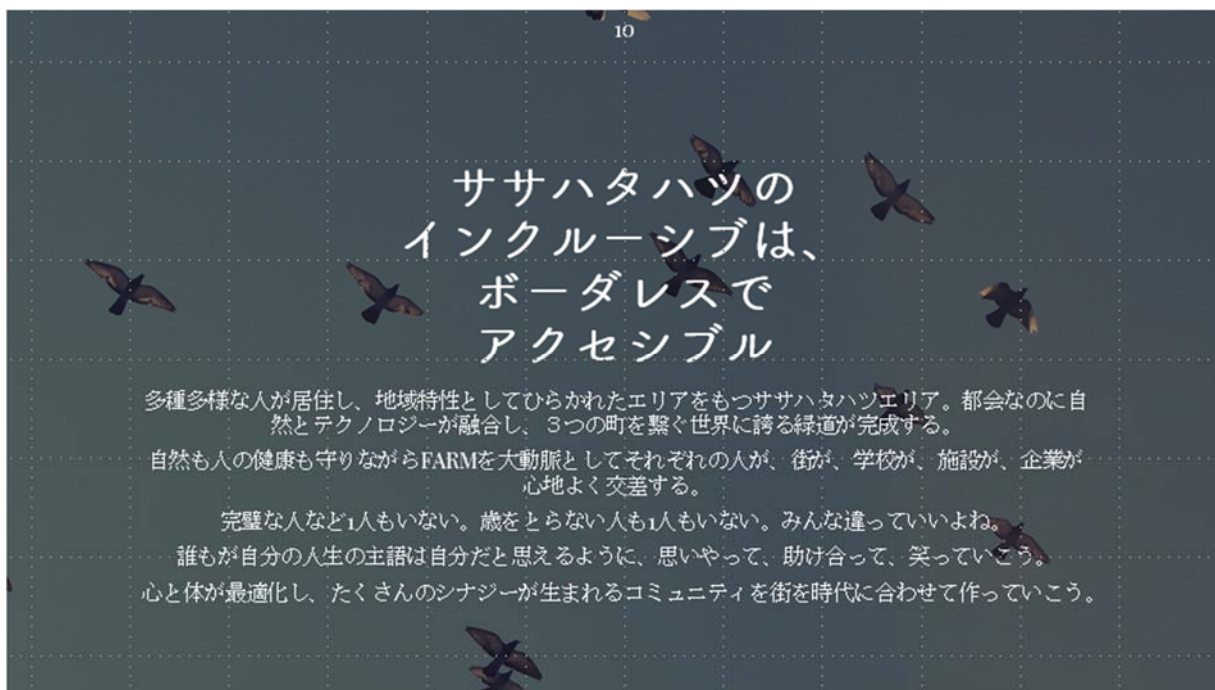 10
ササハタハツの
インクルーシブは、
ボーダレスで
アクセシブル
多種多様な人が居住し、地域特性としてひらかれたエリアをもつササハタハツエリア。都会なのに自
然とテクノロジーが融合し、３つの町を繋ぐ世界に誇る緑道が完成する。
自然も人の健康も守りながらFARMを大動脈としてそれぞれの人が、街が、学校が、施設が、企業が
心地よく交差する。
完璧な人など1人もいない。歳をとらない人も1人もいない。みんな違っていいよね。
誰もが自分の人生の主語は自分だと思えるように、思いやって、助け合って、笑っていこう。
心と体が最適化し、たくさんのシナジーが生まれるコミュニティを街を時代に合わせて作っていこう。